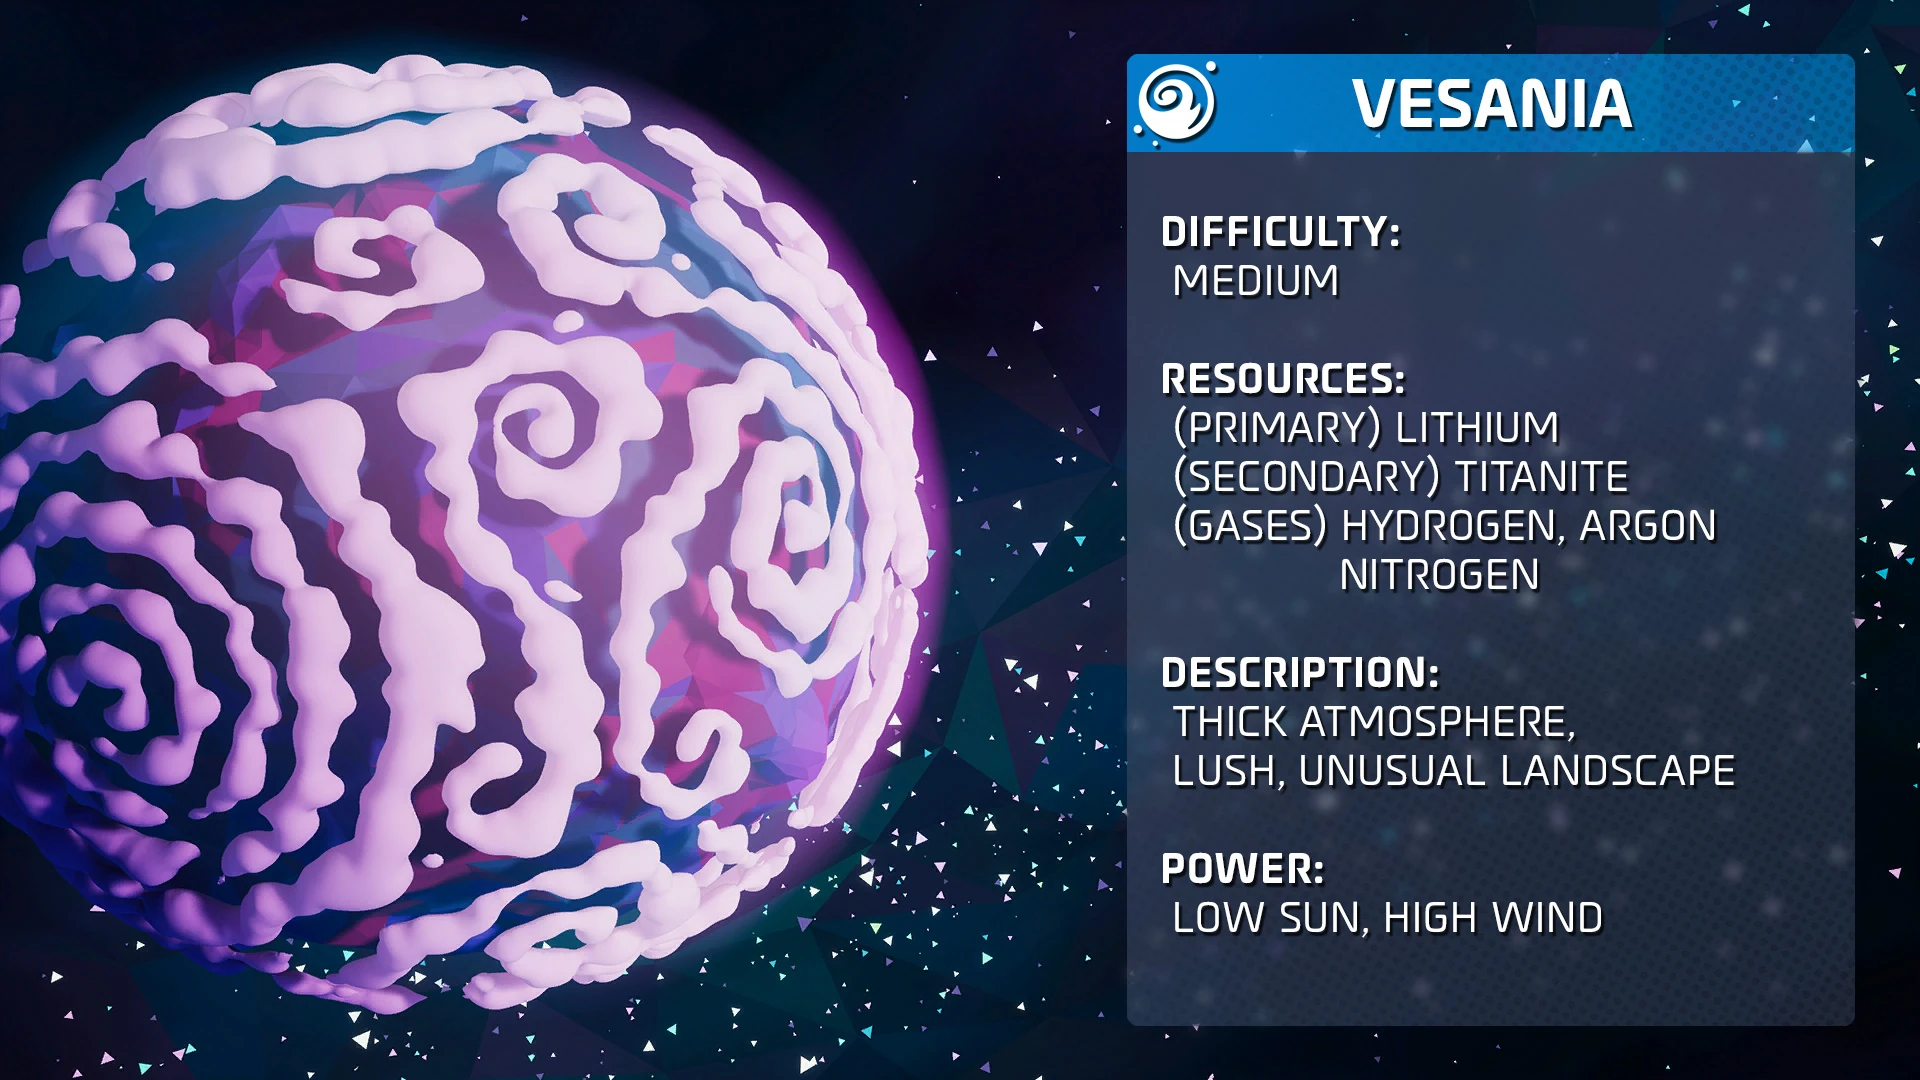 VESANIA
DIFFICULTY:
MEDIUM
RESOURCES:
(PRIMARY) LITHIUM
(SECONDARY) TITANITE
(GASES) HYDROGEN, ARGON
NITROGEN
DESCRIPTION:
THICK ATMOSPHERE,
LUSH, UNUSUAL LANDSCAPE
POWER:
LOW SUN, HIGH WIND